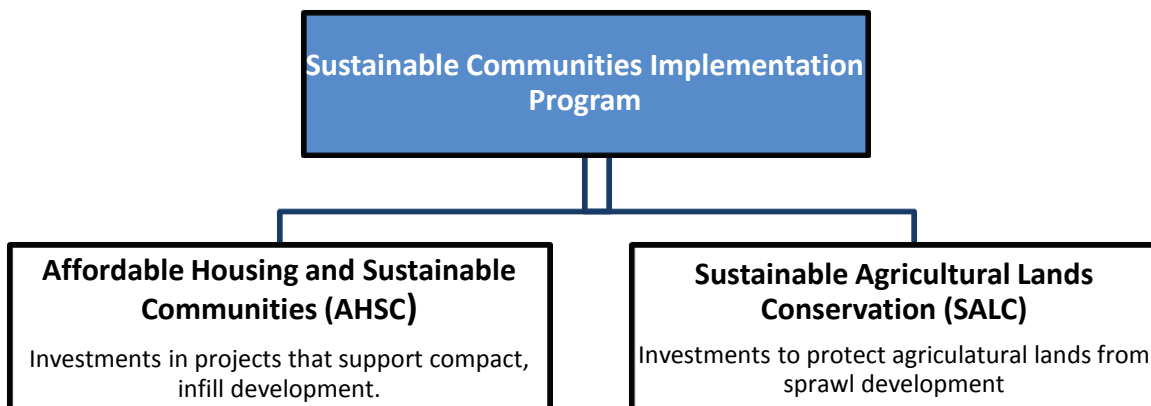 Sustainable Communities Implementation
Program
Affordable Housing and Sustainable
Communities (AHSC)
Investments in projects that support compact,
infill development.
Sustainable Agricultural Lands
Conservation (SALC)
Investments to protect agriculatural lands from
sprawl development